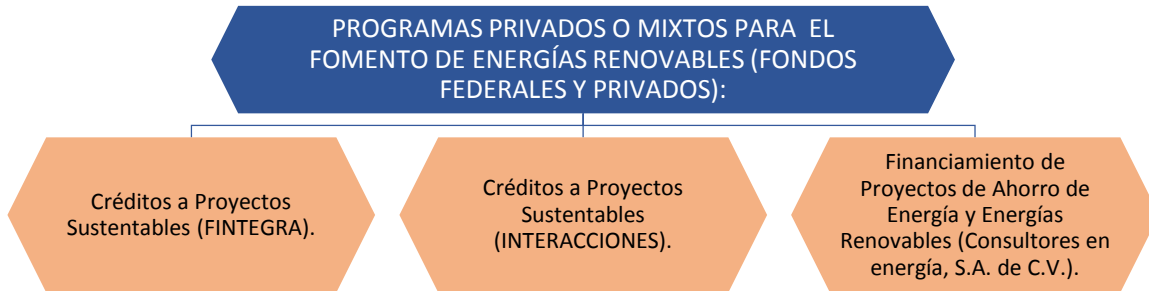 PROGRAMAS PRIVADOS O MIXTOS PARA EL
FOMENTO DE ENERGÍAS RENOVABLES (FONDOS
FEDERALES Y PRIVADOS):
Créditos a Proyectos
Sustentables (FINTEGRA).
Créditos a Proyectos
Sustentables
(INTERACCIONES).
Financiamiento de
Proyectos de Ahorro de
Energía y Energías
Renovables (Consultores en
energía, S.A. de C.V.).